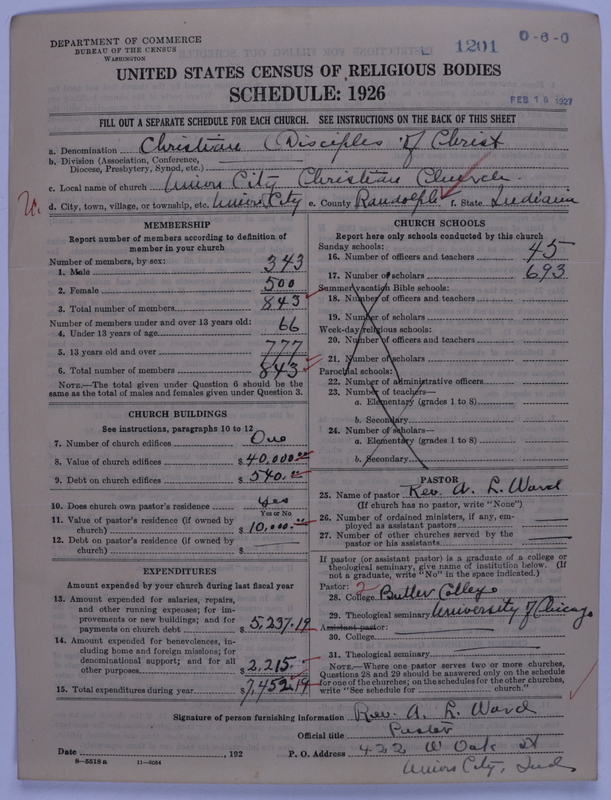 DEPARTMENT OF COMMERCE
BUREAU OF THE CENSUS
WASHINGTON
1201
0-6-0
UNITED STATES CENSUS OF RELIGIOUS BODIES
SCHEDULE: 1926
FEB 16 1927
FILL OUT A SEPARATE SCHEDULE FOR EACH CHURCH. SEE INSTRUCTIONS ON THE BACK OF THIS SHEET
a. Denomination Christian (Disciples of Christ
b. Division (Association, Conference, Diocese, Presbytery, Synod, etc.)
c. Local name of church Union City Christian Church.
d. City, town, village, or township, etc. Union City e. County Randolph f. State Indiana
MEMBERSHIP
Report number of members according to definition of member in your church
Number of members, by sex:
1. Male 343
2. Female 500
3. Total number of members 843
Number of members under and over 13 years old:
4. Under 13 years of age 66
5. 13 years old and over 777
6. Total number of members 843
NOTE.—The total given under Question 6 should be the same as the total of males and females given under Question 3.
CHURCH BUILDINGS
See instructions, paragraphs 10 to 12
7. Number of church edifices One
8. Value of church edifices $40,000.00
9. Debt on church edifices $540.00
10. Does church own pastor's residence Yes
Yes or No
11. Value of pastor's residence (if owned by church) $10,000.00
12. Debt on pastor's residence (if owned by church) $
EXPENDITURES
Amount expended by your church during last fiscal year
13. Amount expended for salaries, repairs, and other running expenses; for improvements or new buildings; and for payments on church debt $5,237.19
14. Amount expended for benevolences, including home and foreign missions; for denominational support; and for all other purposes $2,215.
15. Total expenditures during year $7,452.19
CHURCH SCHOOLS
Report here only schools conducted by this church
Sunday schools:
16. Number of officers and teachers 45
17. Number of scholars 693
Summer vacation Bible schools:
18. Number of officers and teachers
19. Number of scholars
Week-day religious schools:
20. Number of officers and teachers
21. Number of scholars
Parochial schools:
22. Number of administrative officers
23. Number of teachers—
a. Elementary (grades 1 to 8)
b. Secondary
24. Number of scholars—
a. Elementary (grades 1 to 8)
b. Secondary
PASTOR
25. Name of pastor Rev. A. L. Ward
(If church has no pastor, write "None")
26. Number of ordained ministers, if any, employed as assistant pastors
27. Number of other churches served by the pastor or his assistants
If pastor (or assistant pastor) is a graduate of a college or theological seminary, give name of institution below. (If not a graduate, write "No" in the space indicated.)
Pastor: 2
28. College Butler College
29. Theological seminary University of Chicago
Assistant pastor:
30. College
31. Theological seminary
NOTE.—Where one pastor serves two or more churches, Questions 28 and 29 should be answered only on the schedule for one of the churches; on the schedules for the other churches, write "See schedule for church."
Signature of person furnishing information Rev. A. L. Ward
Official title Pastor
Date , 192 P. O. Address 422 W Oak St
Union City, Ind.
8—5518a 11—9054